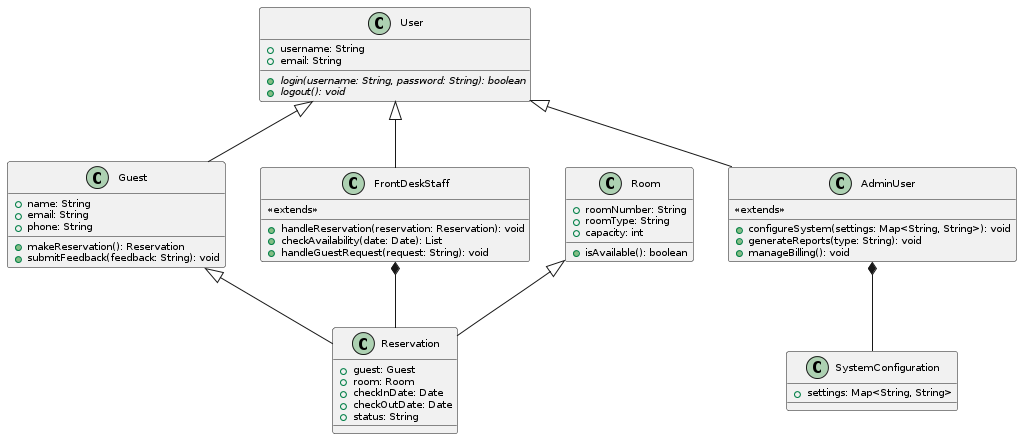 C User
username: String
email: String
login(username: String, password: String): boolean
logout(): void
C Guest
name: String
email: String
phone: String
makeReservation(): Reservation
submitFeedback(feedback: String): void
C FrontDeskStaff
«extends»
handleReservation(reservation: Reservation): void
checkAvailability(date: Date): List
handleGuestRequest(request: String): void
C Room
roomNumber: String
roomType: String
capacity: int
isAvailable(): boolean
C AdminUser
«extends»
configureSystem(settings: Map<String, String>): void
generateReports(type: String): void
manageBilling(): void
C Reservation
guest: Guest
room: Room
checkInDate: Date
checkOutDate: Date
status: String
C SystemConfiguration
settings: Map<String, String>